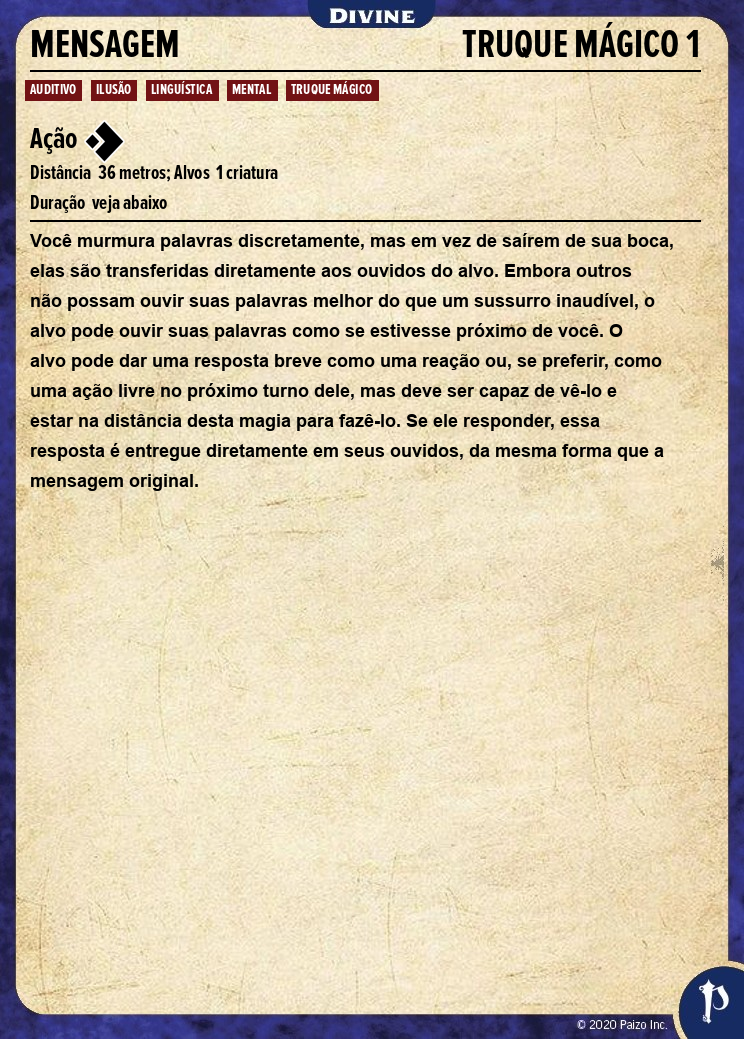 DIVINE
MENSAGEM TRUQUE MÁGICO 1
AUDITIVO ILUSÃO LINGUÍSTICA MENTAL TRUQUE MÁGICO
Ação
Distância 36 metros; Alvos 1 criatura
Duração veja abaixo
Você murmura palavras discretamente, mas em vez de saírem de sua boca,
elas são transferidas diretamente aos ouvidos do alvo. Embora outros
não possam ouvir suas palavras melhor do que um sussurro inaudível, o
alvo pode ouvir suas palavras como se estivesse próximo de você. O
alvo pode dar uma resposta breve como uma reação ou, se preferir, como
uma ação livre no próximo turno dele, mas deve ser capaz de vê-lo e
estar na distância desta magia para fazê-lo. Se ele responder, essa
resposta é entregue diretamente em seus ouvidos, da mesma forma que a
mensagem original.
© 2020 Paizo Inc.
P